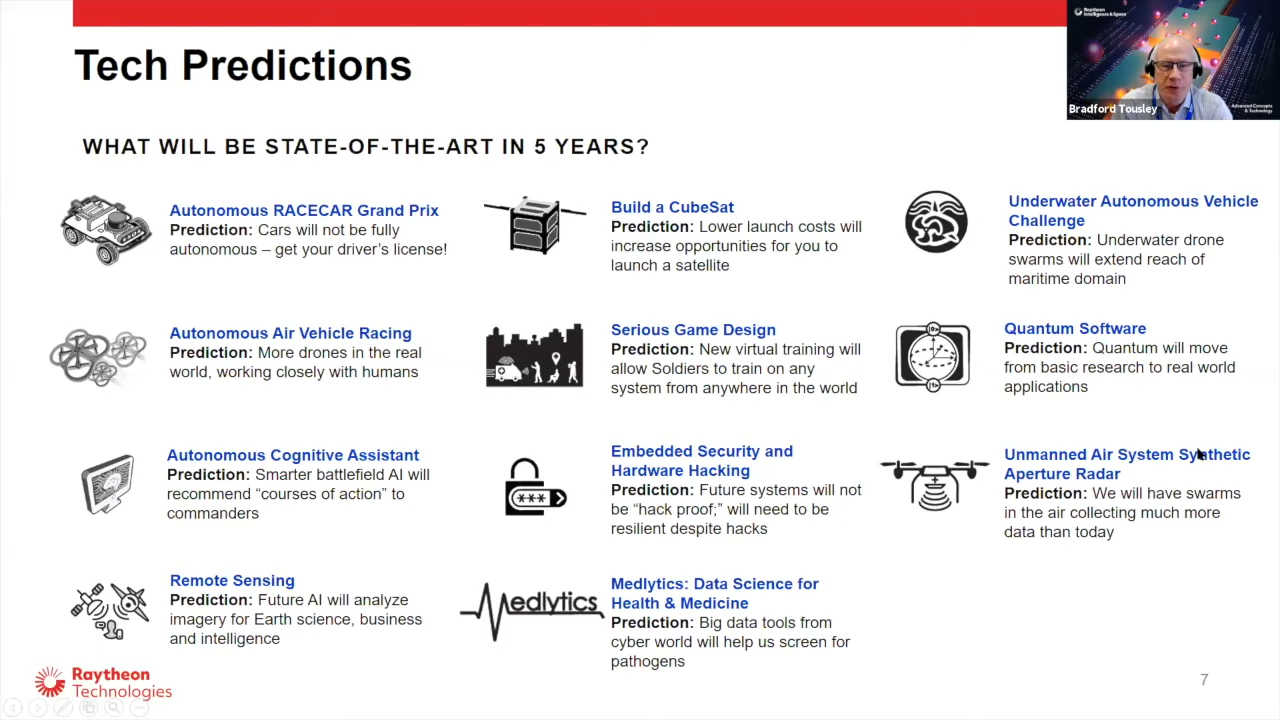 Tech Predictions
Raytheon
Intelligence & Space
Bradford Tousley
Advanced Concepts
& Technology
WHAT WILL BE STATE-OF-THE-ART IN 5 YEARS?
Autonomous RACECAR Grand Prix
Prediction: Cars will not be fully
autonomous – get your driver's license!
Build a CubeSat
Prediction: Lower launch costs will
increase opportunities for you to
launch a satellite
Underwater Autonomous Vehicle
Challenge
Prediction: Underwater drone
swarms will extend reach of
maritime domain
Autonomous Air Vehicle Racing
Prediction: More drones in the real
world, working closely with humans
Serious Game Design
Prediction: New virtual training will
allow Soldiers to train on any
system from anywhere in the world
Quantum Software
Prediction: Quantum will move
from basic research to real world
applications
Autonomous Cognitive Assistant
Prediction: Smarter battlefield AI will
recommend “courses of action” to
commanders
***
Embedded Security and
Hardware Hacking
Prediction: Future systems will not
be “hack proof;” will need to be
resilient despite hacks
Unmanned Air System Synthetic
Aperture Radar
Prediction: We will have swarms
in the air collecting much more
data than today
Remote Sensing
Prediction: Future AI will analyze
imagery for Earth science, business
and intelligence
Medlytics
Medlytics: Data Science for
Health & Medicine
Prediction: Big data tools from
cyber world will help us screen for
pathogens
Raytheon
Technologies
7